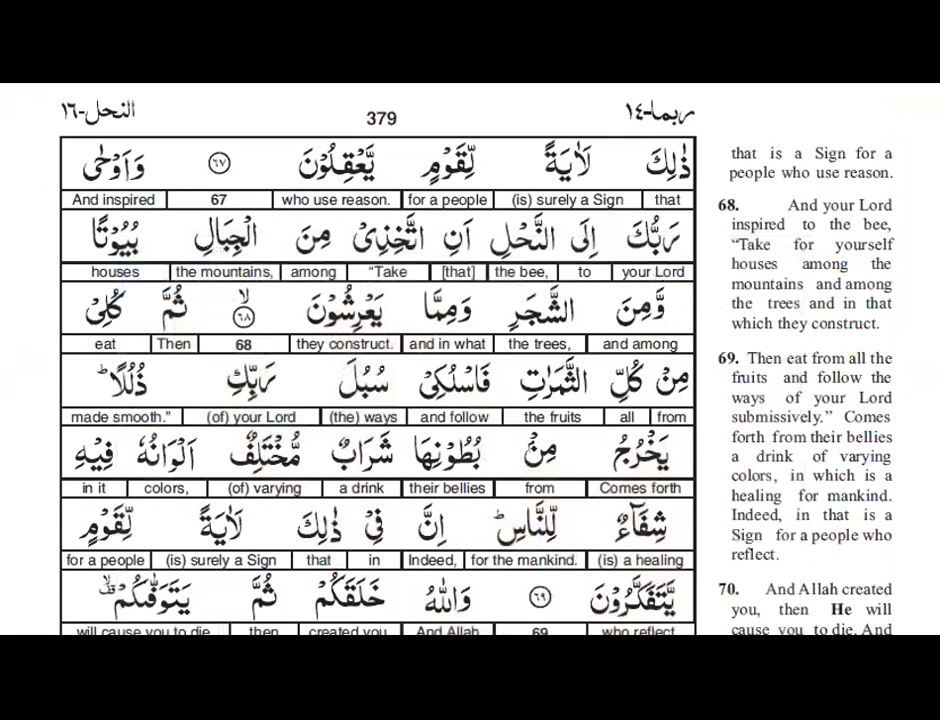 النحل-١٦ 379 ربما-١٤
ذٰلِكَ لَاٰيَةً لِّقَوۡمٍ يَّعۡقِلُوۡنَ ٦٧ وَاَوۡحٰى
And inspired 67 who use reason. for a people (is) surely a Sign that
رَبُّكَ اِلَى النَّحۡلِ اَنِ اتَّخِذِىۡ مِنَ الۡجِبَالِ بُيُوۡتًا
houses the mountains, among “Take [that] the bee, to your Lord
وَّمِنَ الشَّجَرِ وَمِمَّا يَعۡرِشُوۡنَ ۙ ٦٨ ثُمَّ كُلِىۡ
eat Then 68 they construct. and in what the trees, and among
مِنۡ كُلِّ الثَّمَرٰتِ فَاسۡلُكِىۡ سُبُلَ رَبِّكِ ذُلُلًا ؕ
made smooth.” (of) your Lord (the) ways and follow the fruits all from
يَخۡرُجُ مِنۡۢ بُطُوۡنِهَا شَرَابٌ مُّخۡتَلِفٌ اَلۡوَانُهٗ فِيۡهِ
in it colors, (of) varying a drink their bellies from Comes forth
شِفَآءٌ لِّلنَّاسِ ؕ اِنَّ فِىۡ ذٰلِكَ لَاٰيَةً لِّقَوۡمٍ
for a people (is) surely a Sign that in Indeed, for the mankind. (is) a healing
يَّتَفَكَّرُوۡنَ ٦٩ وَاللّٰهُ خَلَقَكُمۡ ثُمَّ يَتَوَفّٰٮكُمۡ ۙ
will cause you to die. then created you And Allah 69 who reflect.
that is a Sign for a
people who use reason.
68. And your Lord
inspired to the bee,
“Take for yourself
houses among the
mountains and among
the trees and in that
which they construct.
69. Then eat from all the
fruits and follow the
ways of your Lord
submissively.” Comes
forth from their bellies
a drink of varying
colors, in which is a
healing for mankind.
Indeed, in that is a
Sign for a people who
reflect.
70. And Allah created
you, then He will
cause you to die. And